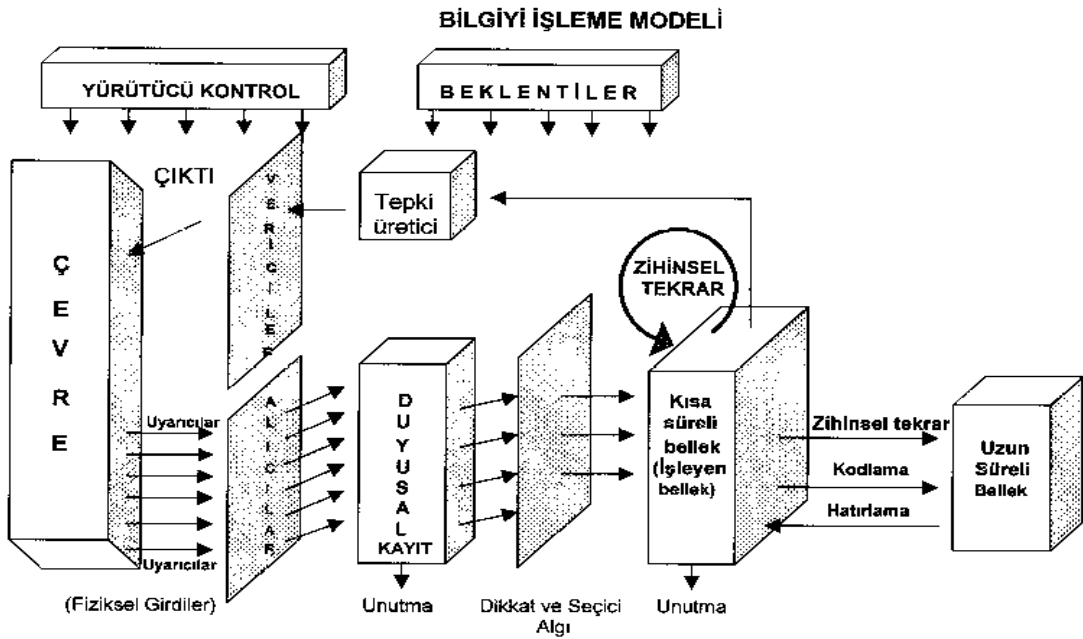 BİLGİYİ İŞLEME MODELİ
YÜRÜTÜCÜ KONTROL
BEKLENTİLER
ÇIKTI
VERİCİLER
Tepki
üretici
ÇEVRE
ZİHİNSEL
TEKRAR
Uyarıcılar
ALICILAR
DUYUSAL
KAYIT
Kısa
süreli
bellek
(İşleyen
bellek)
Zihinsel tekrar
Kodlama
Hatırlama
Uzun
Süreli
Bellek
Uyarıcılar
(Fiziksel Girdiler)
Unutma
Dikkat ve Seçici
Algı
Unutma